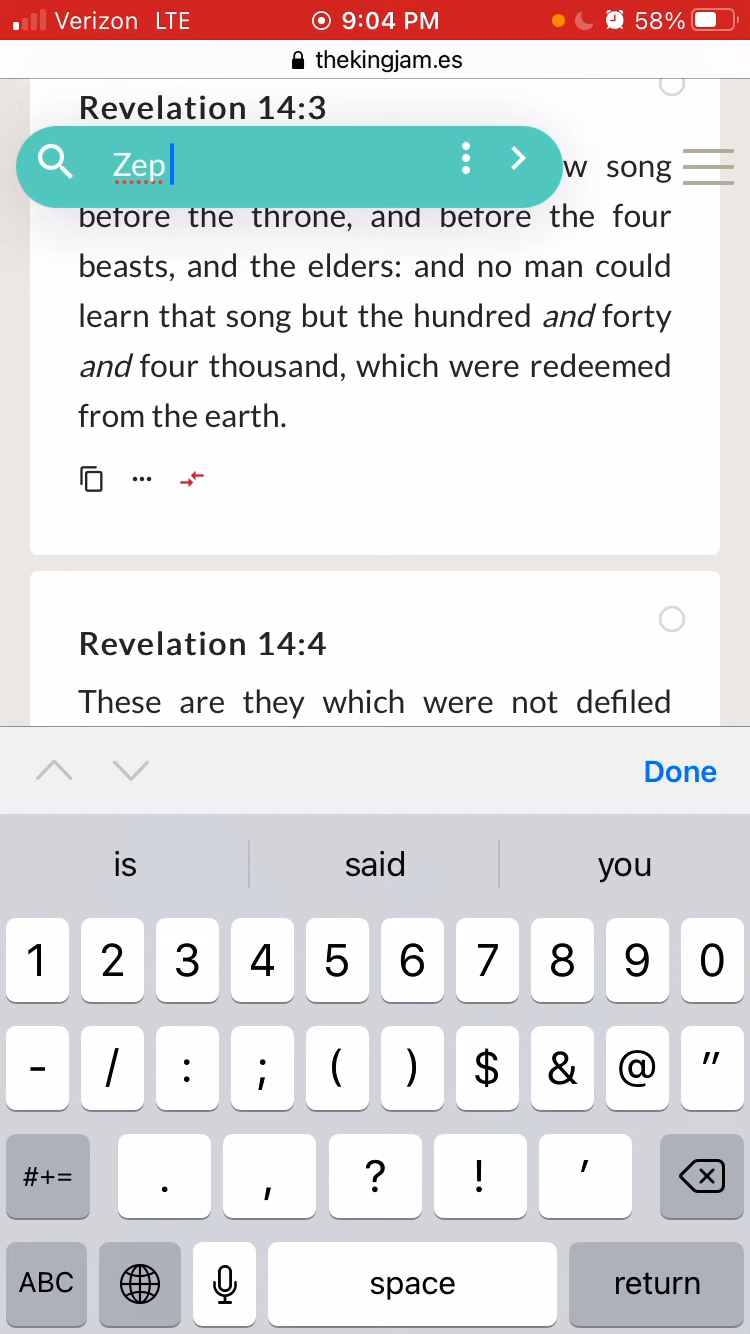 Verizon LTE 9:04 PM 58%
thekingjam.es
Revelation 14:3
Zep
w song
before the throne, and before the four
beasts, and the elders: and no man could
learn that song but the hundred and forty
and four thousand, which were redeemed
from the earth.
Revelation 14:4
These are they which were not defiled
Done
is said you
1 2 3 4 5 6 7 8 9 0
- / : ; ( ) $ & @ "
#+= . , ? ! '
ABC space return